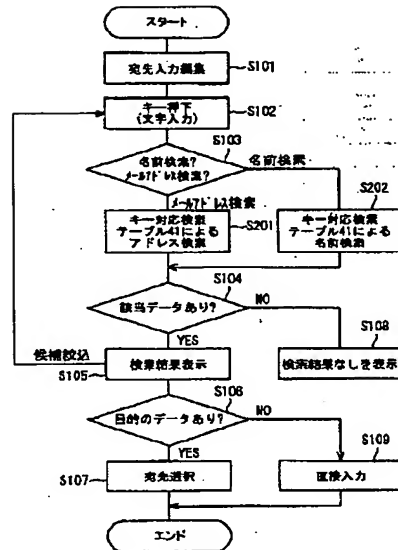 スタート
宛先入力編集
S101
キー押下
(文字入力)
S102
S103
名前検索?
メールアドレス検索?
名前検索
メールアドレス検索
S202
キー対応検索
テーブル41による
アドレス検索
S201
キー対応検索
テーブル41による
名前検索
S104
該当データあり?
NO
YES
S108
候補絞込
検索結果表示
S105
検索結果なしを表示
S106
目的のデータあり?
NO
YES
S109
S107
宛先選択
直接入力
エンド